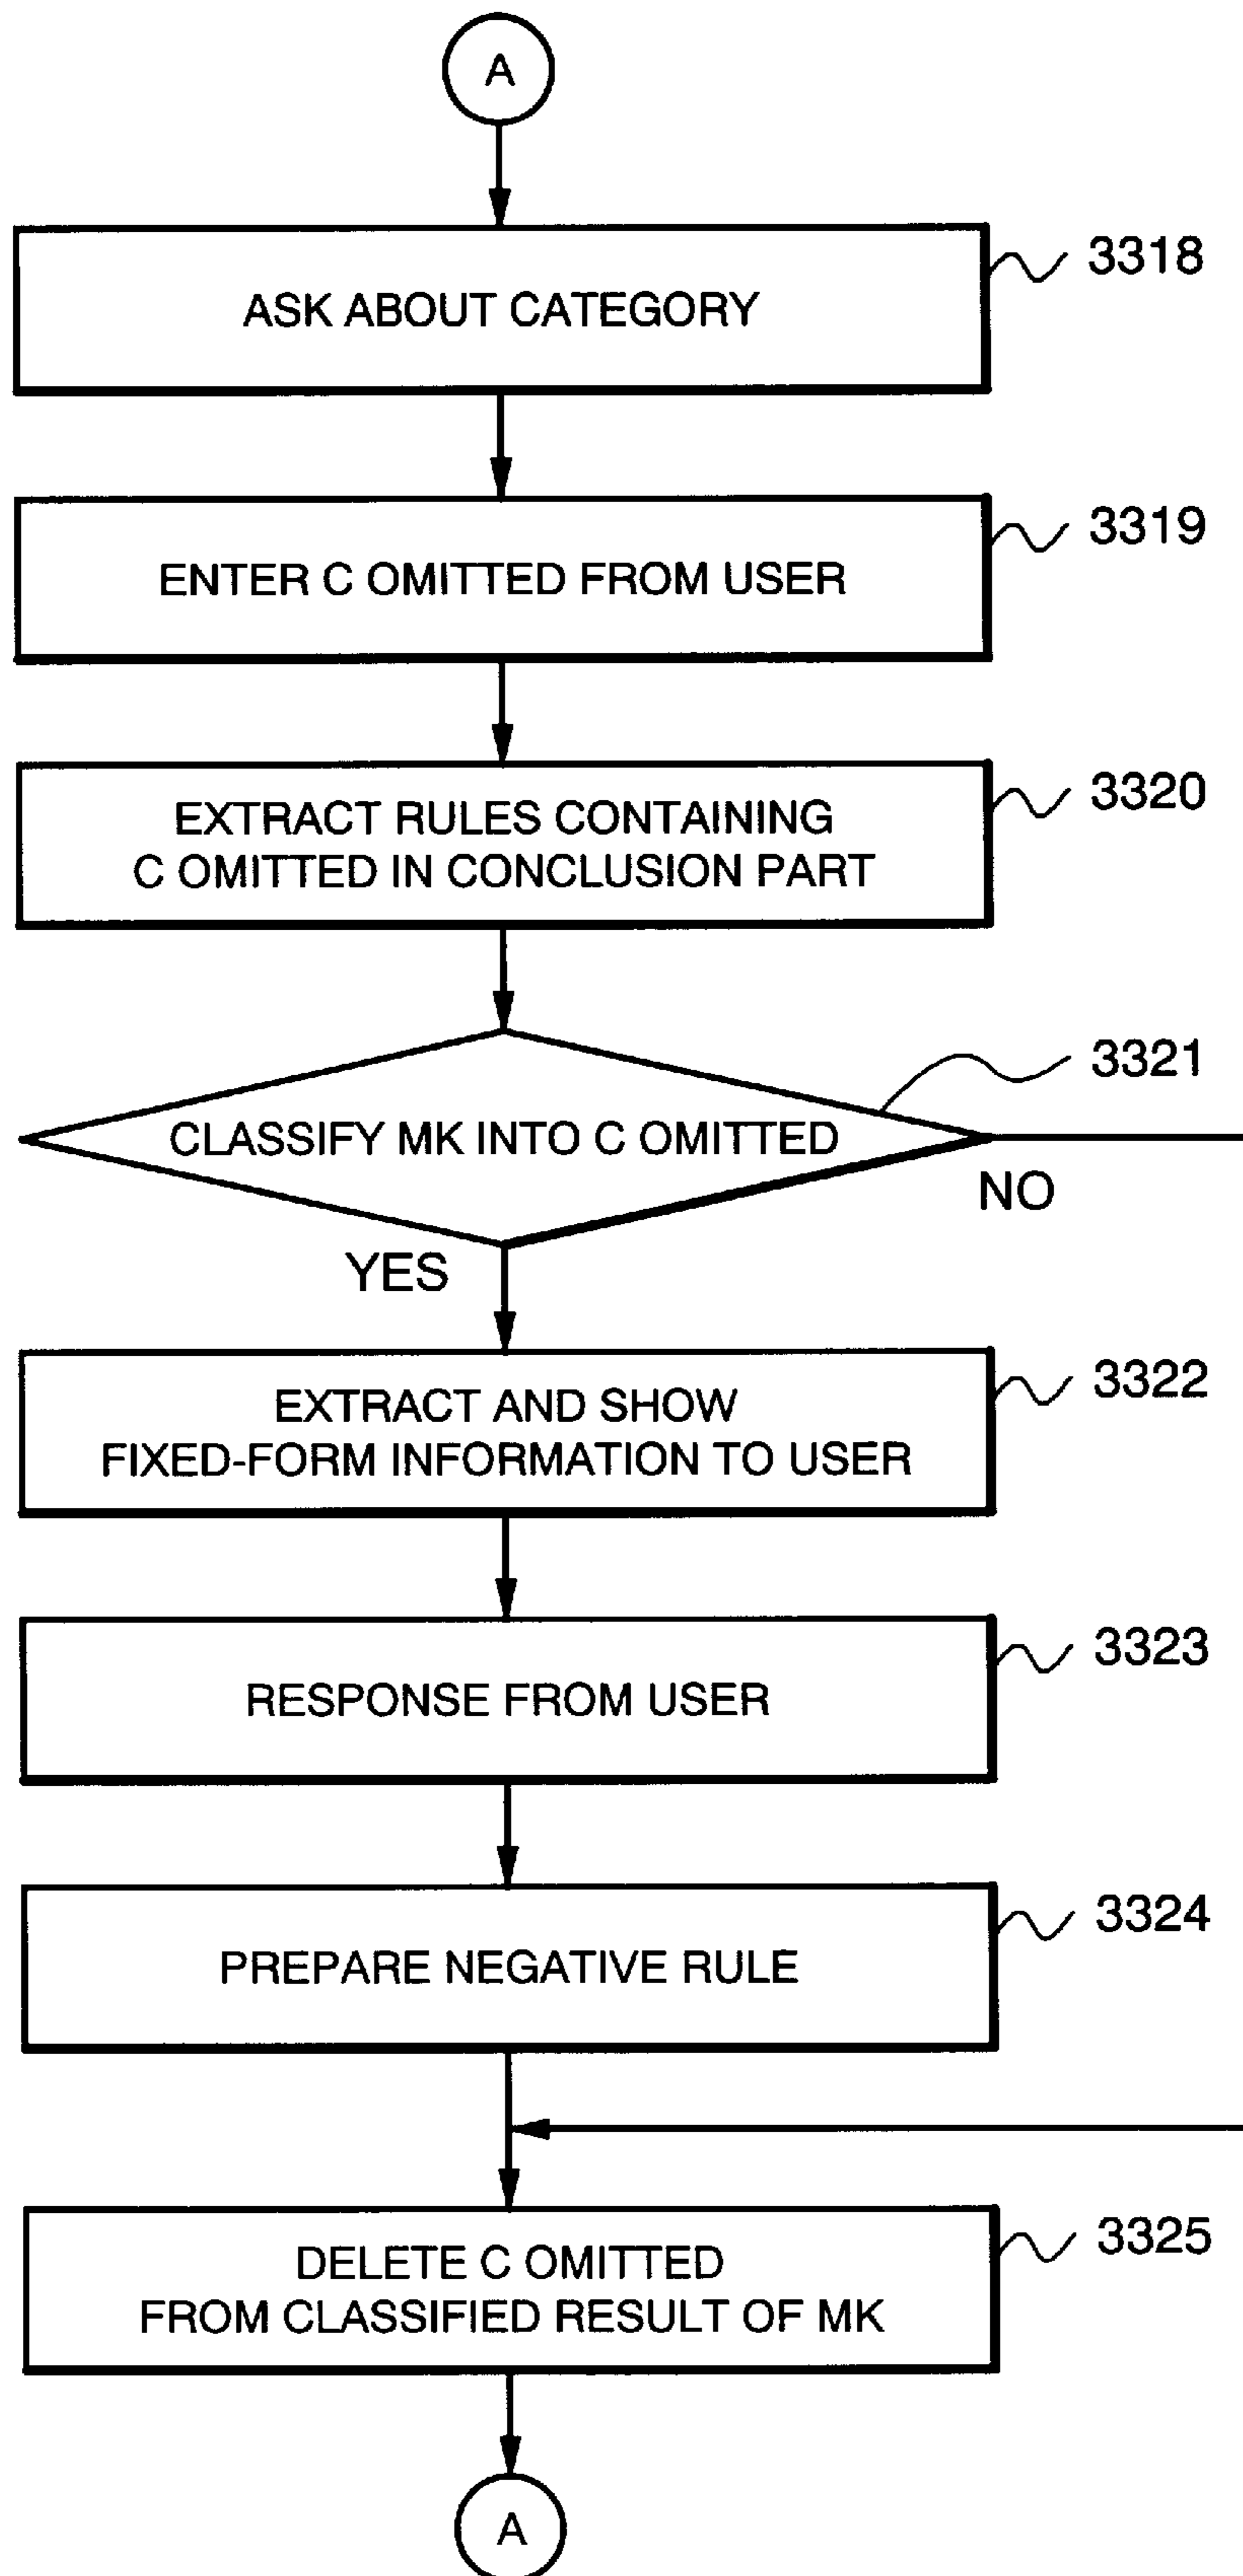 A
ASK ABOUT CATEGORY
3318
ENTER C OMITTED FROM USER
3319
EXTRACT RULES CONTAINING
C OMITTED IN CONCLUSION PART
3320
CLASSIFY MK INTO C OMITTED
3321
NO
YES
EXTRACT AND SHOW
FIXED-FORM INFORMATION TO USER
3322
RESPONSE FROM USER
3323
PREPARE NEGATIVE RULE
3324
DELETE C OMITTED
FROM CLASSIFIED RESULT OF MK
3325
A